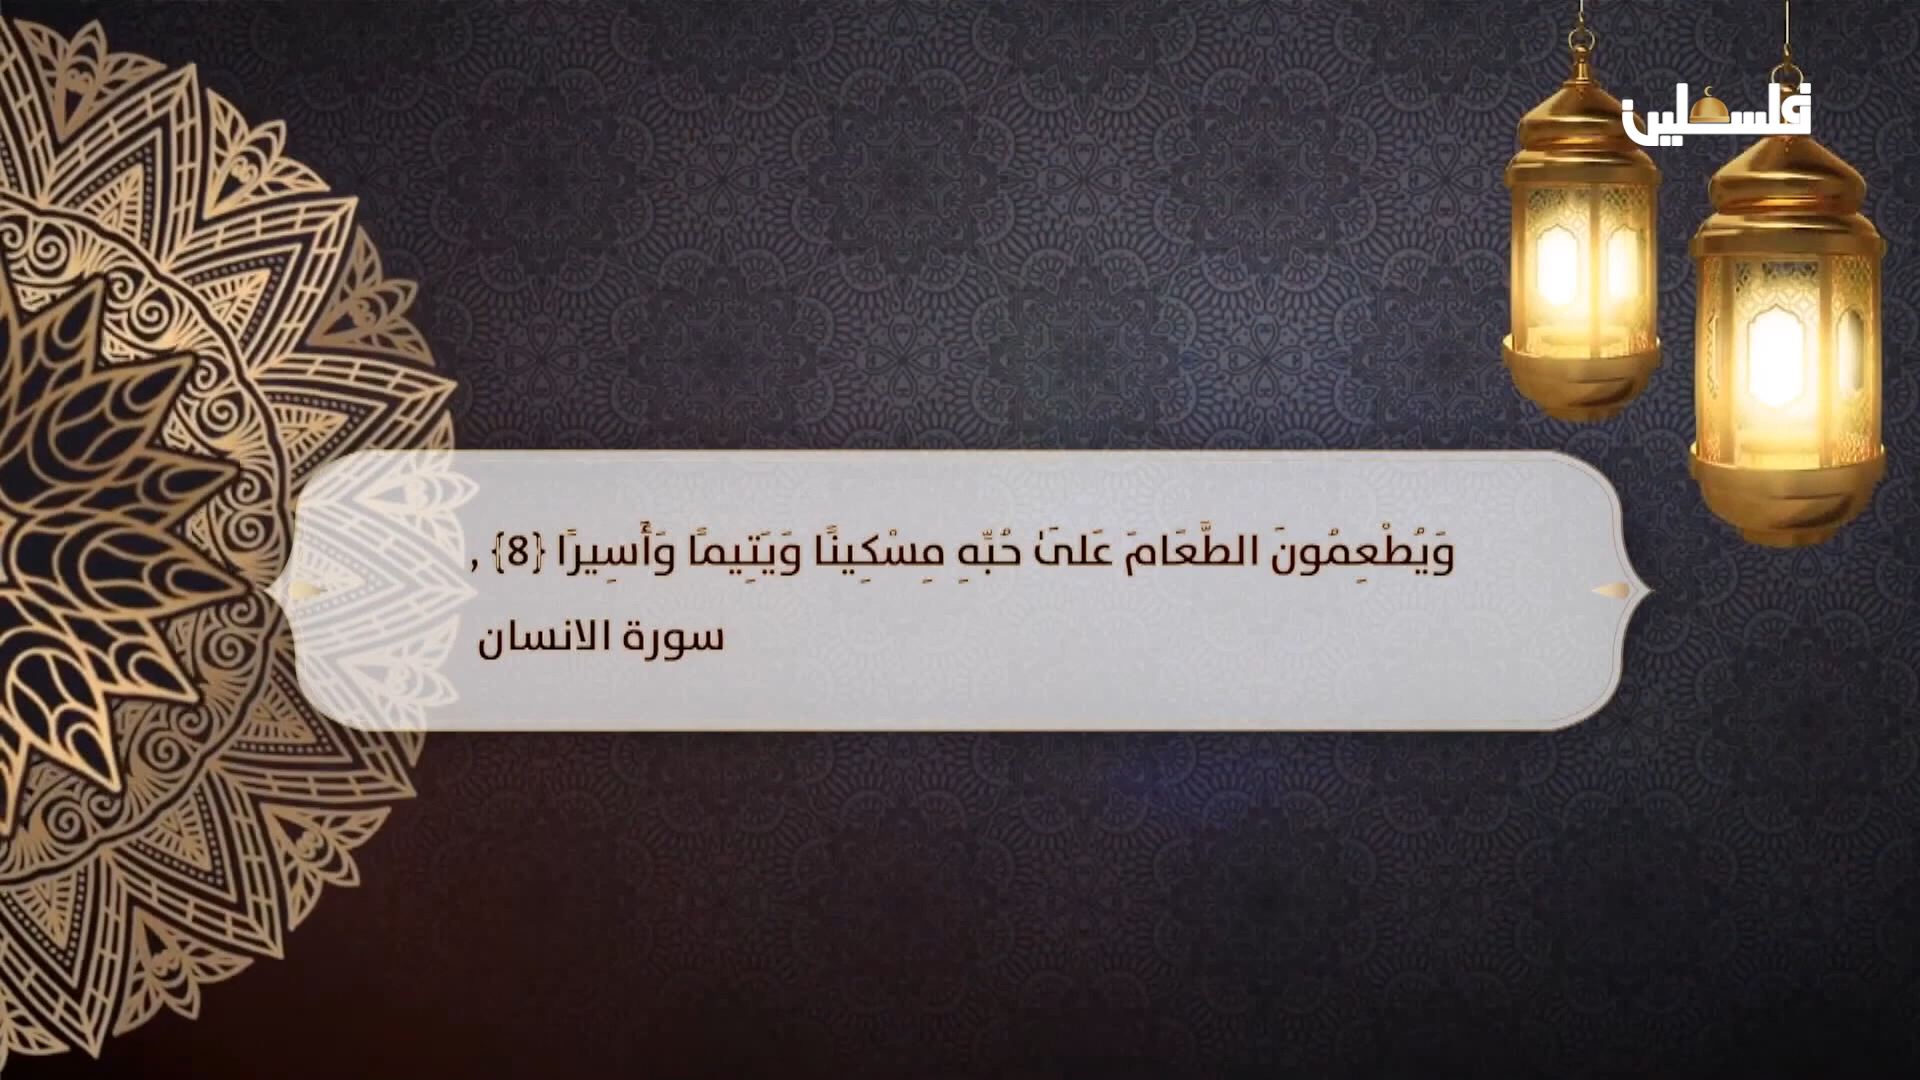 فلسطين
وَيُطْعِمُونَ الطَّعَامَ عَلَىٰ حُبِّهِ مِسْكِينًا وَيَتِيمًا وَأَسِيرًا {8} ,
سورة الانسان